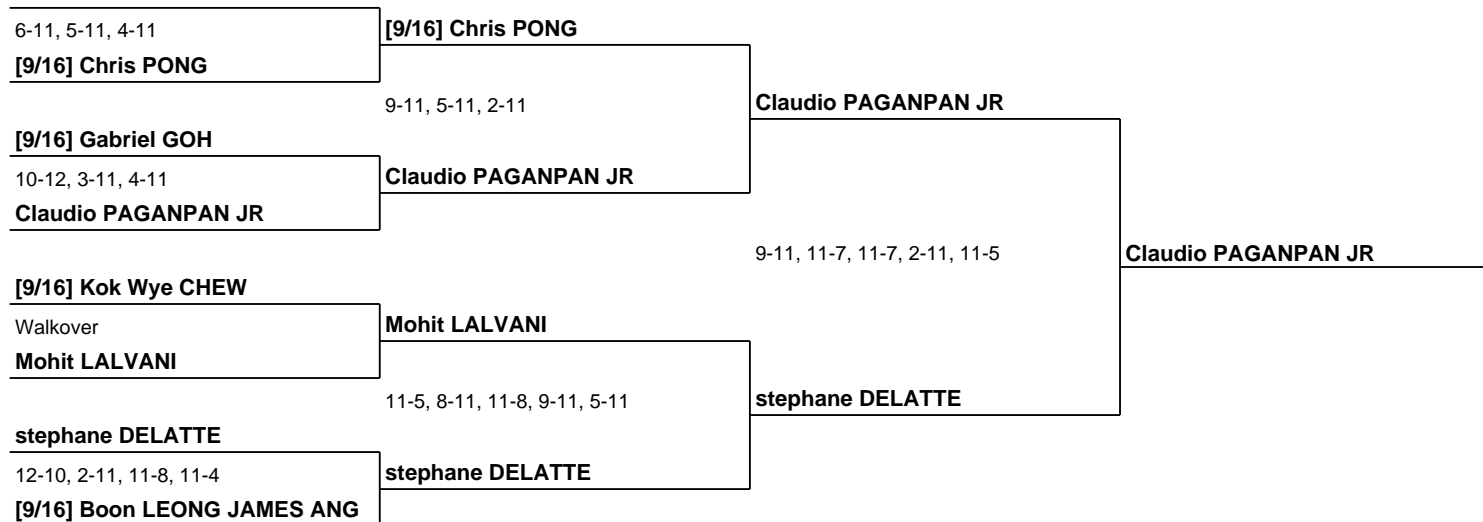 6-11, 5-11, 4-11
[9/16] Chris PONG
[9/16] Chris PONG
9-11, 5-11, 2-11
Claudio PAGANPAN JR
[9/16] Gabriel GOH
10-12, 3-11, 4-11
Claudio PAGANPAN JR
Claudio PAGANPAN JR
9-11, 11-7, 11-7, 2-11, 11-5
Claudio PAGANPAN JR
[9/16] Kok Wye CHEW
Walkover
Mohit LALVANI
Mohit LALVANI
11-5, 8-11, 11-8, 9-11, 5-11
stephane DELATTE
stephane DELATTE
12-10, 2-11, 11-8, 11-4
stephane DELATTE
[9/16] Boon LEONG JAMES ANG